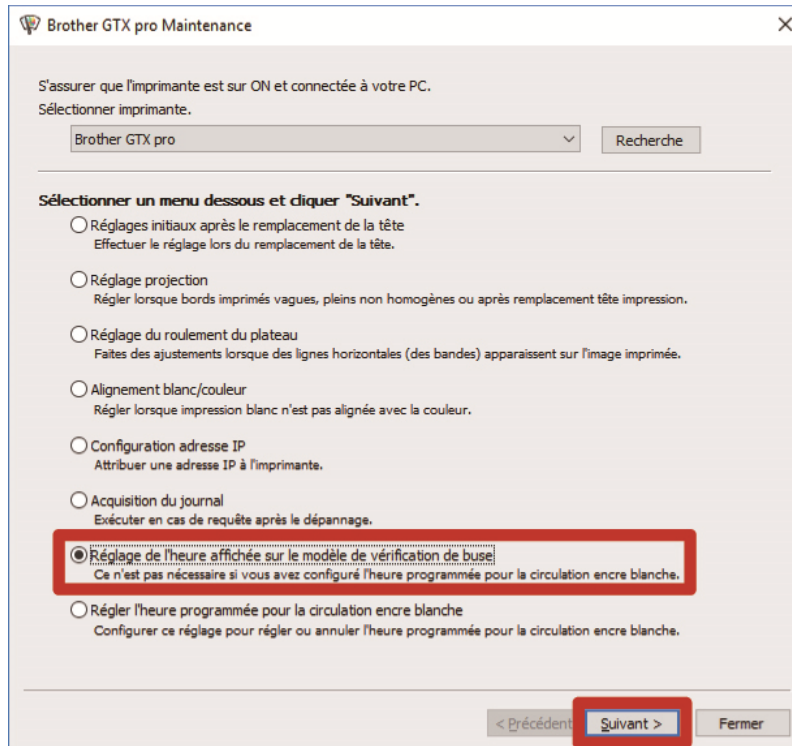 Brother GTX pro Maintenance
S'assurer que l'imprimante est sur ON et connectée à votre PC.
Sélectionner imprimante.
Brother GTX pro
Recherche
Sélectionner un menu dessous et cliquer "Suivant".
Réglages initiaux après le remplacement de la tête
Effectuer le réglage lors du remplacement de la tête.
Réglage projection
Régler lorsque bords imprimés vagues, pleins non homogènes ou après remplacement tête impression.
Réglage du roulement du plateau
Faites des ajustements lorsque des lignes horizontales (des bandes) apparaissent sur l'image imprimée.
Alignement blanc/couleur
Régler lorsque impression blanc n'est pas alignée avec la couleur.
Configuration adresse IP
Attribuer une adresse IP à l'imprimante.
Acquisition du journal
Exécuter en cas de requête après le dépannage.
Réglage de l'heure affichée sur le modèle de vérification de buse
Ce n'est pas nécessaire si vous avez configuré l'heure programmée pour la circulation encre blanche.
Régler l'heure programmée pour la circulation encre blanche
Configurer ce réglage pour régler ou annuler l'heure programmée pour la circulation encre blanche.
< Précédent
Suivant >
Fermer